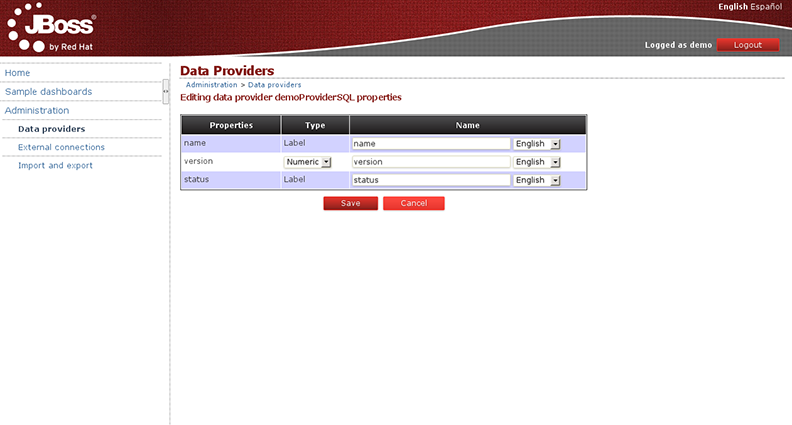 English Español
JBoss®
by Red Hat
Logged as demo Logout
Home
Sample dashboards
Administration
Data providers
External connections
Import and export
Data Providers
Administration > Data providers
Editing data provider demoProviderSQL properties
Properties Type Name
name Label name English
version Numeric version English
status Label status English
Save Cancel